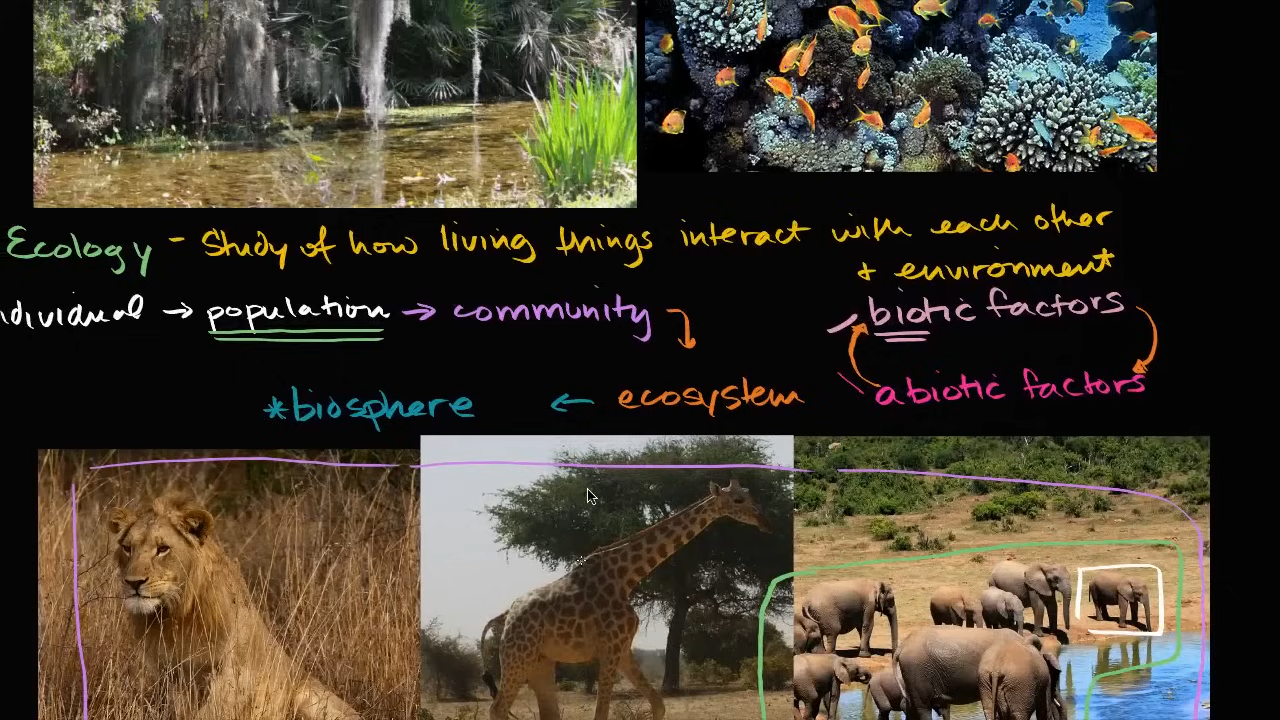 Ecology - Study of how living things interact with each other
+ environment
dividual → population → community
biotic factors
*biosphere ← ecosystem
abiotic factors